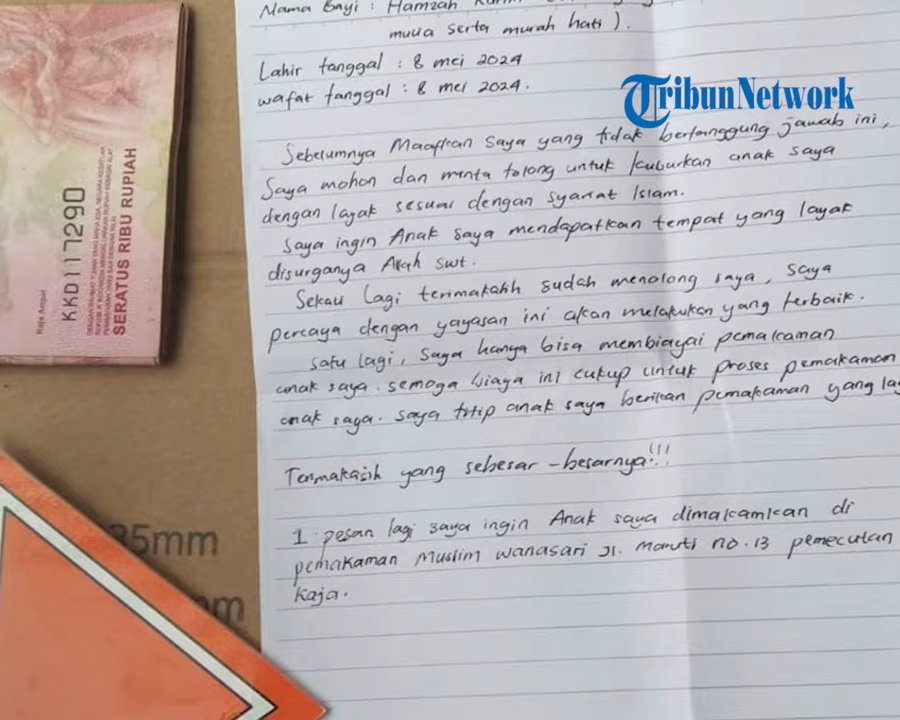 Nama Bayi : Hamzah
mulia serta murah hati ).
Lahir tanggal : 8 mei 2024
wafat tanggal : 8 mei 2024.
TribunNetwork
Sebelumnya Maafkan saya yang tidak bertanggung jawab ini,
Saya mohon dan minta tolong untuk kuburkan anak saya
dengan layak sesuai dengan syariat Islam.
Saya ingin Anak saya mendapatkan tempat yang layak
disurganya Allah swt.
Sekali lagi terimakahh sudah menolong saya, saya
percaya dengan yayasan ini akan melakukan yang terbaik.
satu lagi, saya hanya bisa membiayai pemakaman
anak saya. semoga biaya ini cukup untuk proses pemakaman
anak saya. saya titip anak saya berikan pemakaman yang la
Terimakasih yang sebesar - besarnya!!!
1 pesan lagi saya ingin Anak saya dimakamkan di
pemakaman Muslim wanasari Jl. Maruti no. 13 pemecutan
kaja.
Raja Ampat
KKD117290
SERATUS RIBU RUPIAH
35mm
mm